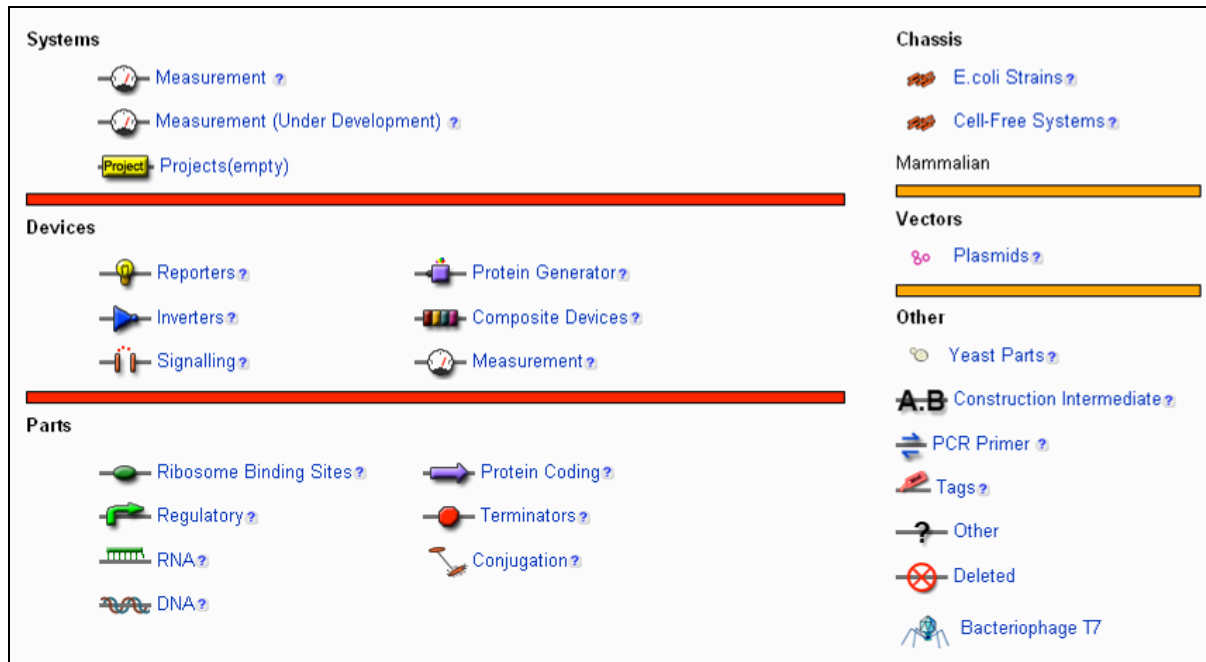 Systems
Measurement ?
Measurement (Under Development) ?
Project Projects(empty)
Devices
Reporters ?
Protein Generator ?
Inverters ?
Composite Devices ?
Signalling ?
Measurement ?
Parts
Ribosome Binding Sites ?
Protein Coding ?
Regulatory ?
Terminators ?
RNA ?
Conjugation ?
DNA ?
Chassis
E.coli Strains ?
Cell-Free Systems ?
Mammalian
Vectors
Plasmids ?
Other
Yeast Parts ?
A.B Construction Intermediate ?
PCR Primer ?
Tags ?
? Other
Deleted
Bacteriophage T7